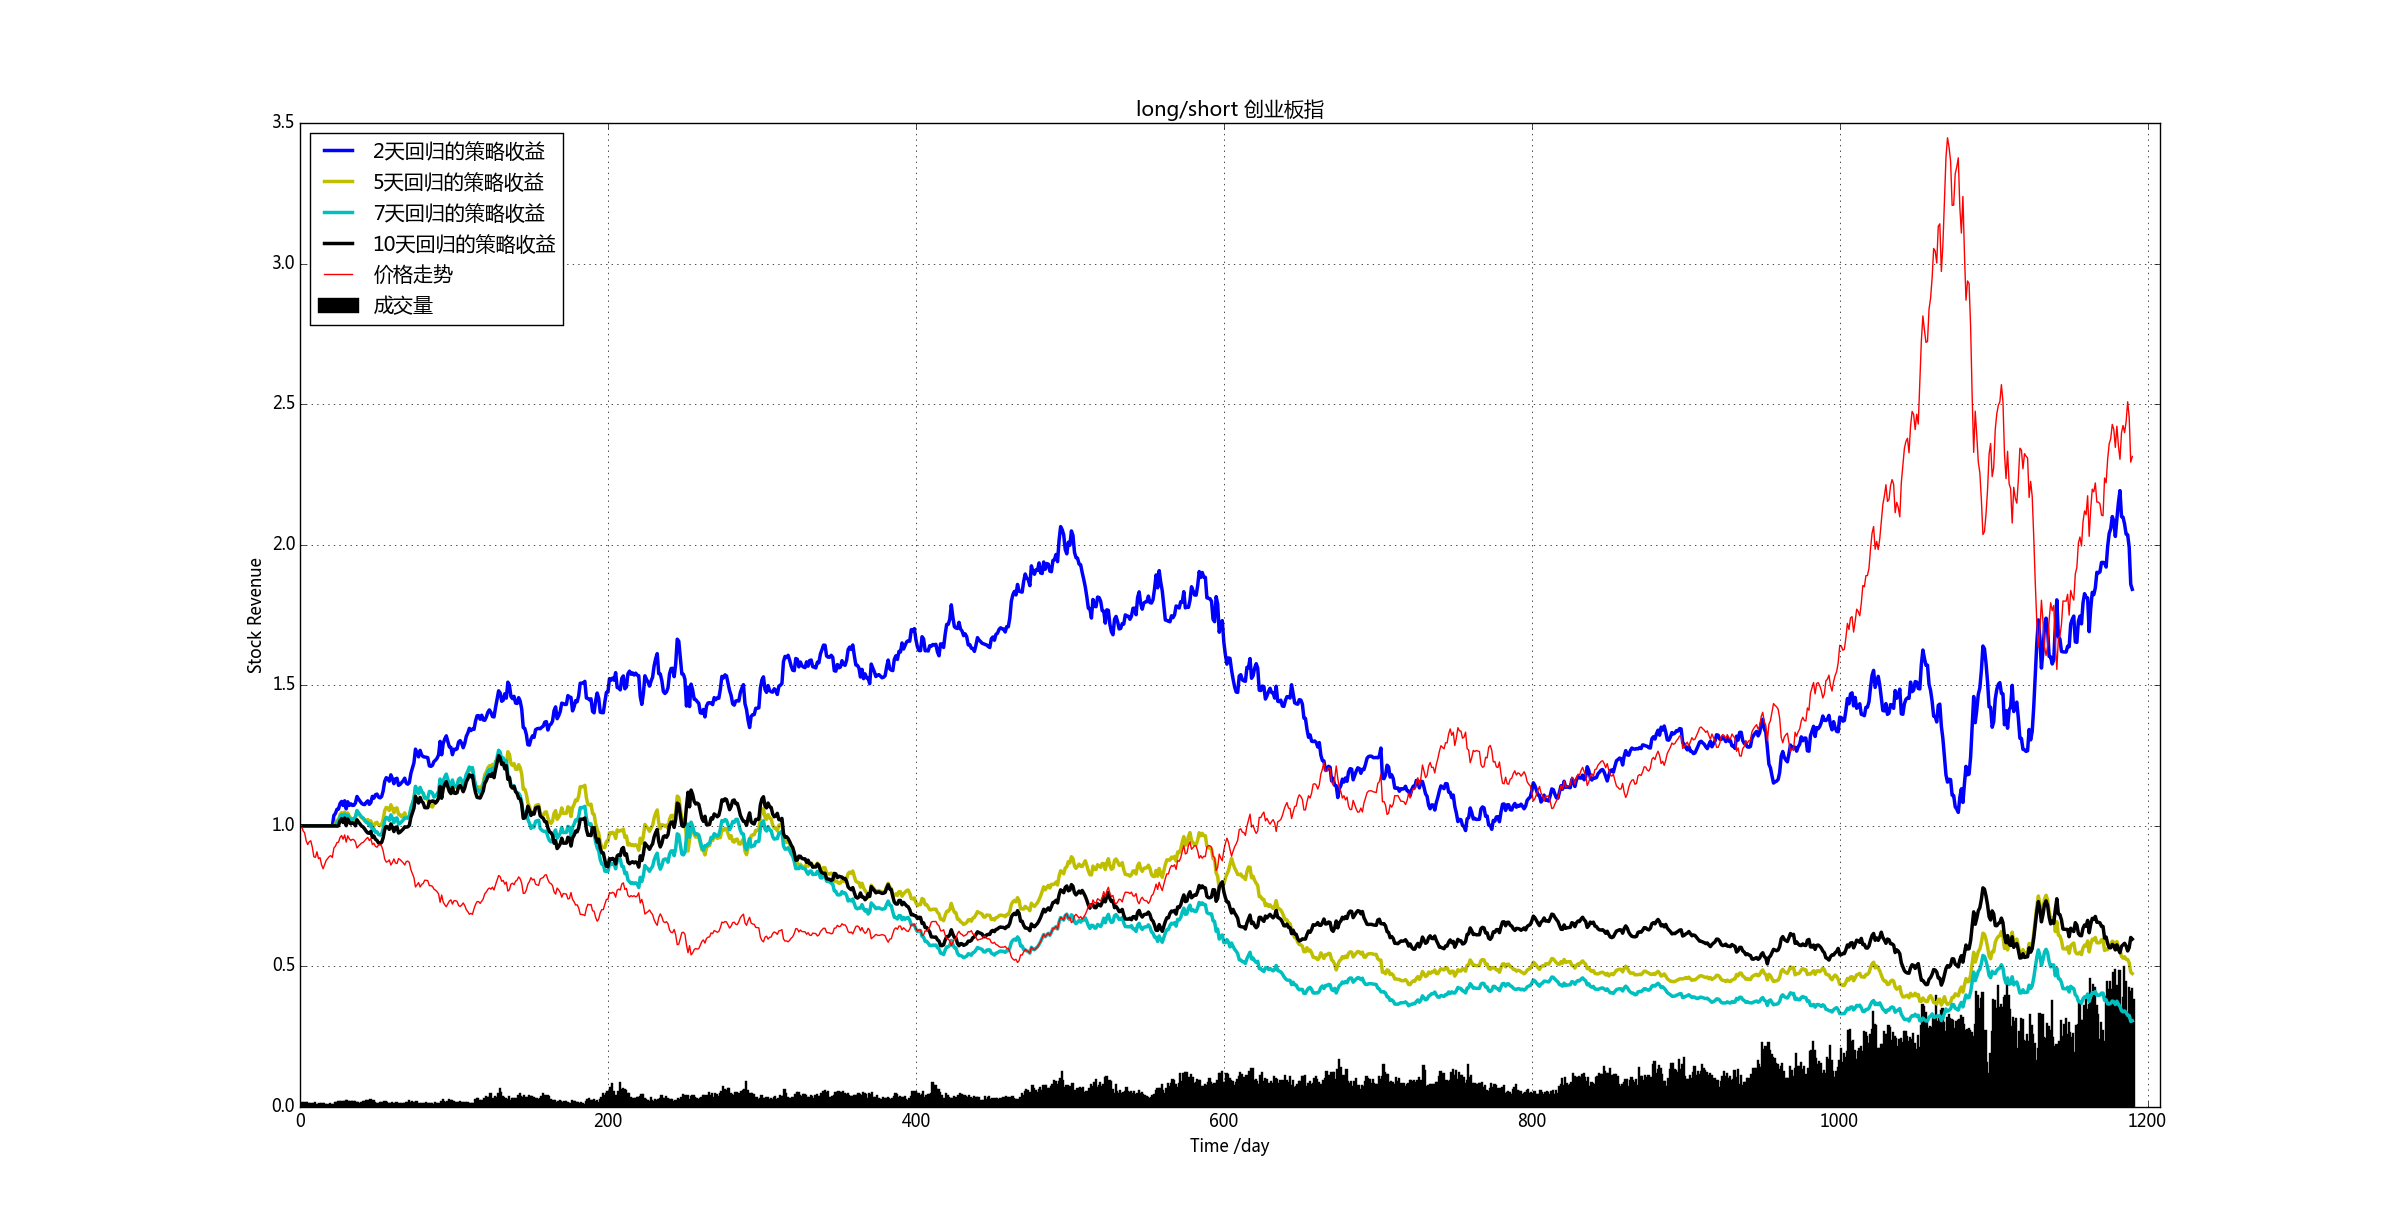 long/short 创业板指
3.5
3.0
2.5
2.0
1.5
1.0
0.5
0.0
2天回归的策略收益
5天回归的策略收益
7天回归的策略收益
10天回归的策略收益
价格走势
成交量
Stock Revenue
0
200
400
600
800
1000
1200
Time /day